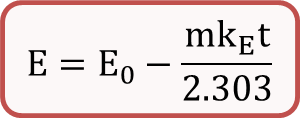 E = E₀ − mk_Et / 2.303